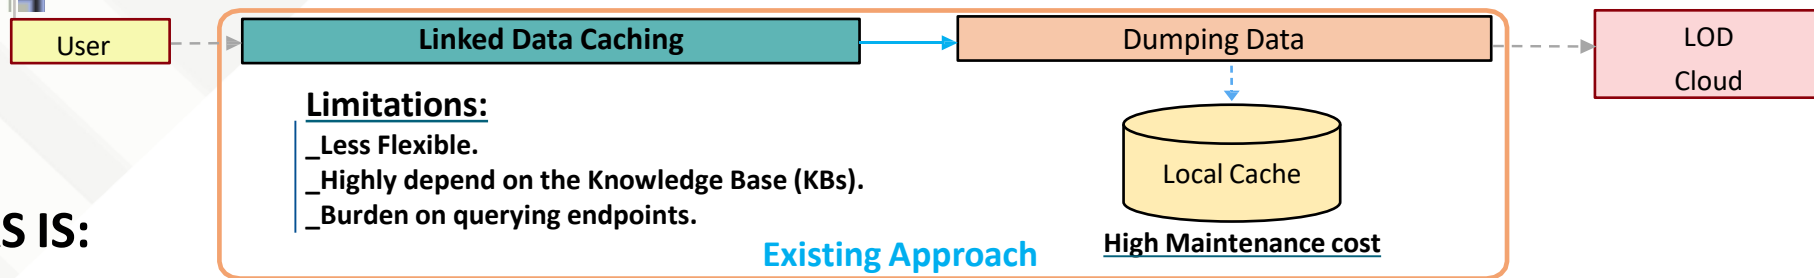 User
Linked Data Caching
Dumping Data
LOD
Cloud
Limitations:
_Less Flexible.
_Highly depend on the Knowledge Base (KBs).
_Burden on querying endpoints.
Local Cache
S IS:
Existing Approach
High Maintenance cost